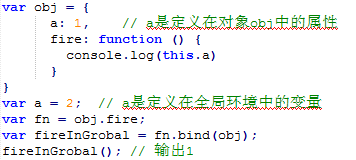 var obj = {
a: 1,    // a是定义在对象obj中的属性
fire: function () {
console.log(this.a)
}
}
var a = 2;  // a是定义在全局环境中的变量
var fn = obj.fire;
var fireInGrobal = fn.bind(obj);
fireInGrobal(); // 输出1